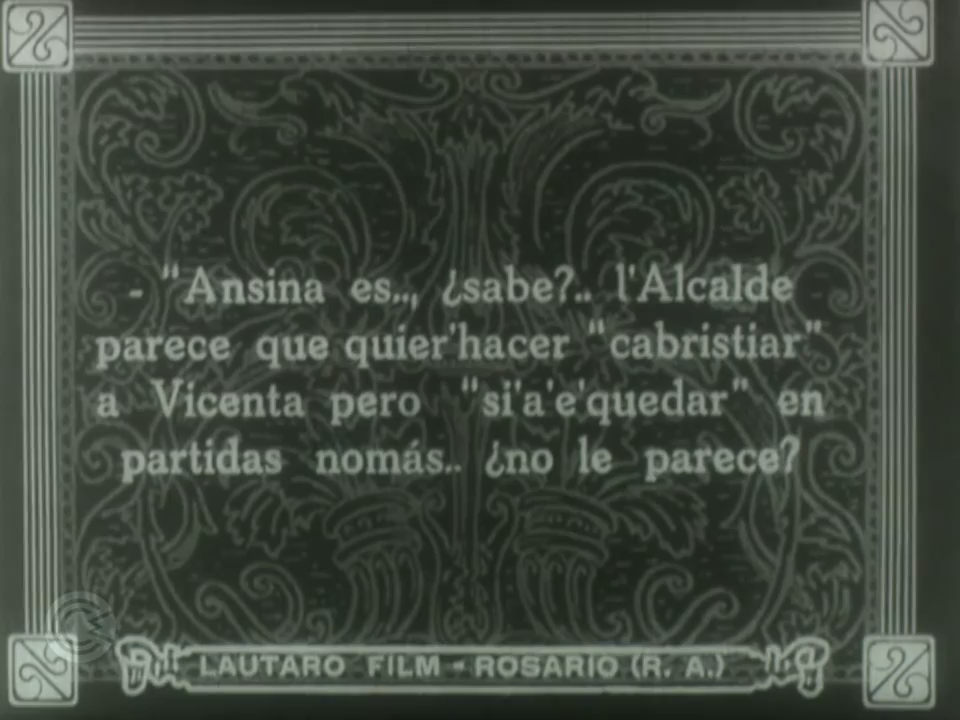 - "Ansina es.., ¿sabe?.. l'Alcalde
parece que quier'hacer "cabristiar"
a Vicenta pero "si'a'e'quedar" en
partidas nomás.. ¿no le parece?
LAUTARO FILM - ROSARIO (R. A.)